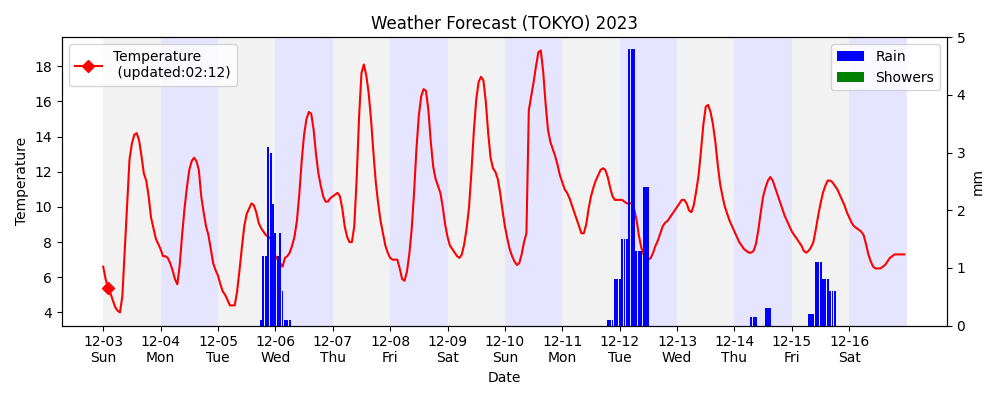 Weather Forecast (TOKYO) 2023
Temperature
(updated:02:12)
Rain
Showers
Temperature
18
16
14
12
10
8
6
4
5
4
3
2
1
0
mm
12-03 12-04 12-05 12-06 12-07 12-08 12-09 12-10 12-11 12-12 12-13 12-14 12-15 12-16
Sun Mon Tue Wed Thu Fri Sat Sun Mon Tue Wed Thu Fri Sat
Date